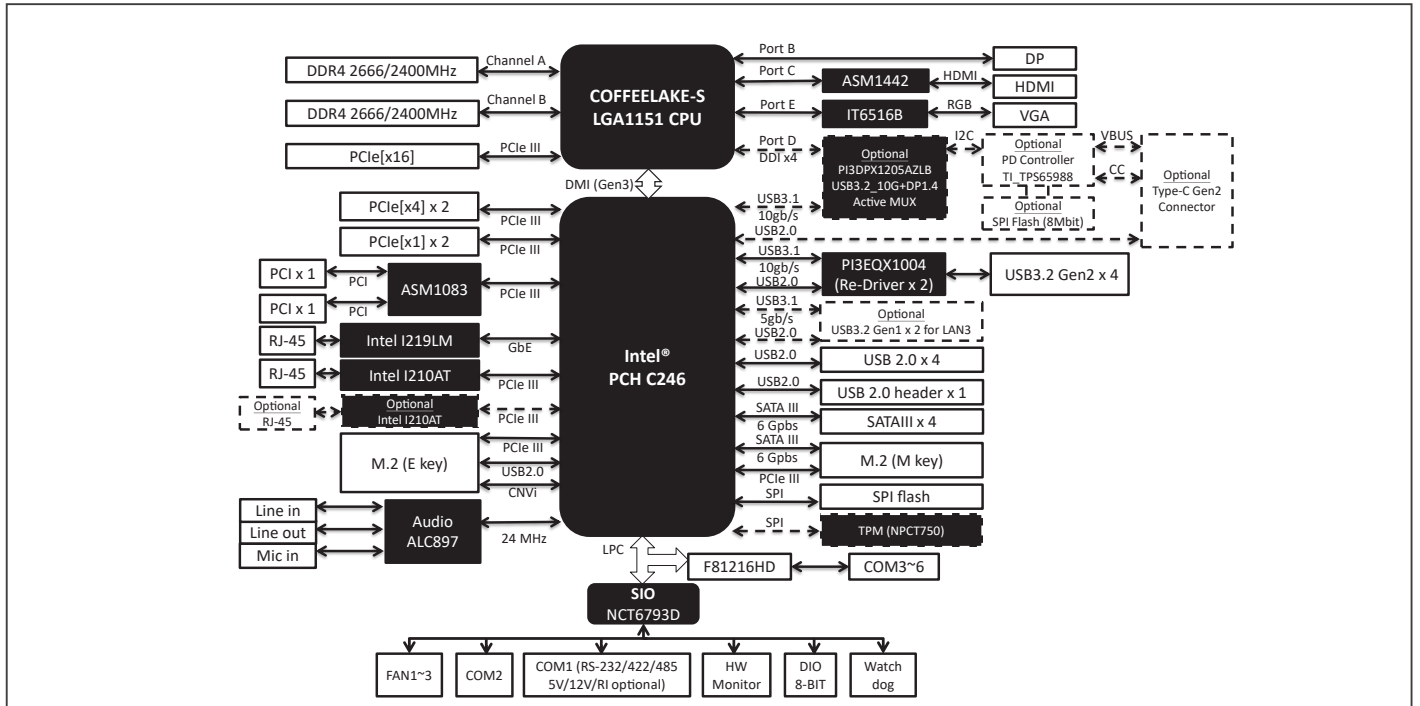 DDR4 2666/2400MHz
Channel A
DDR4 2666/2400MHz
Channel B
PCIe[x16]
PCIe III
COFFEELAKE-S
LGA1151 CPU
Port B
DP
Port C
ASM1442
HDMI
HDMI
Port E
IT6516B
RGB
VGA
Port D
DDI x4
Optional
PI3DPX1205AZLB
USB3.2_10G+DP1.4
Active MUX
I2C
Optional
PD Controller
TI_TPS65988
VBUS
CC
Optional
SPI Flash (8Mbit)
Optional
Type-C Gen2
Connector
DMI (Gen3)
PCIe[x4] x 2
PCIe III
PCIe[x1] x 2
PCIe III
PCI x 1
PCI
PCI x 1
PCI
ASM1083
PCIe III
RJ-45
Intel I219LM
GbE
RJ-45
Intel I210AT
PCIe III
Optional
RJ-45
Optional
Intel I210AT
PCIe III
M.2 (E key)
PCIe III
USB2.0
CNVi
Line in
Line out
Mic in
Audio
ALC897
24 MHz
Intel®
PCH C246
USB3.1
10gb/s
USB2.0
USB3.1
10gb/s
USB2.0
PI3EQX1004
(Re-Driver x 2)
USB3.2 Gen2 x 4
USB3.1
5gb/s
USB2.0
Optional
USB3.2 Gen1 x 2 for LAN3
USB2.0
USB 2.0 x 4
USB2.0
USB 2.0 header x 1
SATA III
6 Gpbs
SATAIII x 4
SATA III
6 Gpbs
PCIe III
M.2 (M key)
SPI
SPI flash
SPI
TPM (NPCT750)
LPC
F81216HD
COM3~6
SIO
NCT6793D
FAN1~3
COM2
COM1 (RS-232/422/485
5V/12V/RI optional)
HW
Monitor
DIO
8-BIT
Watch
dog